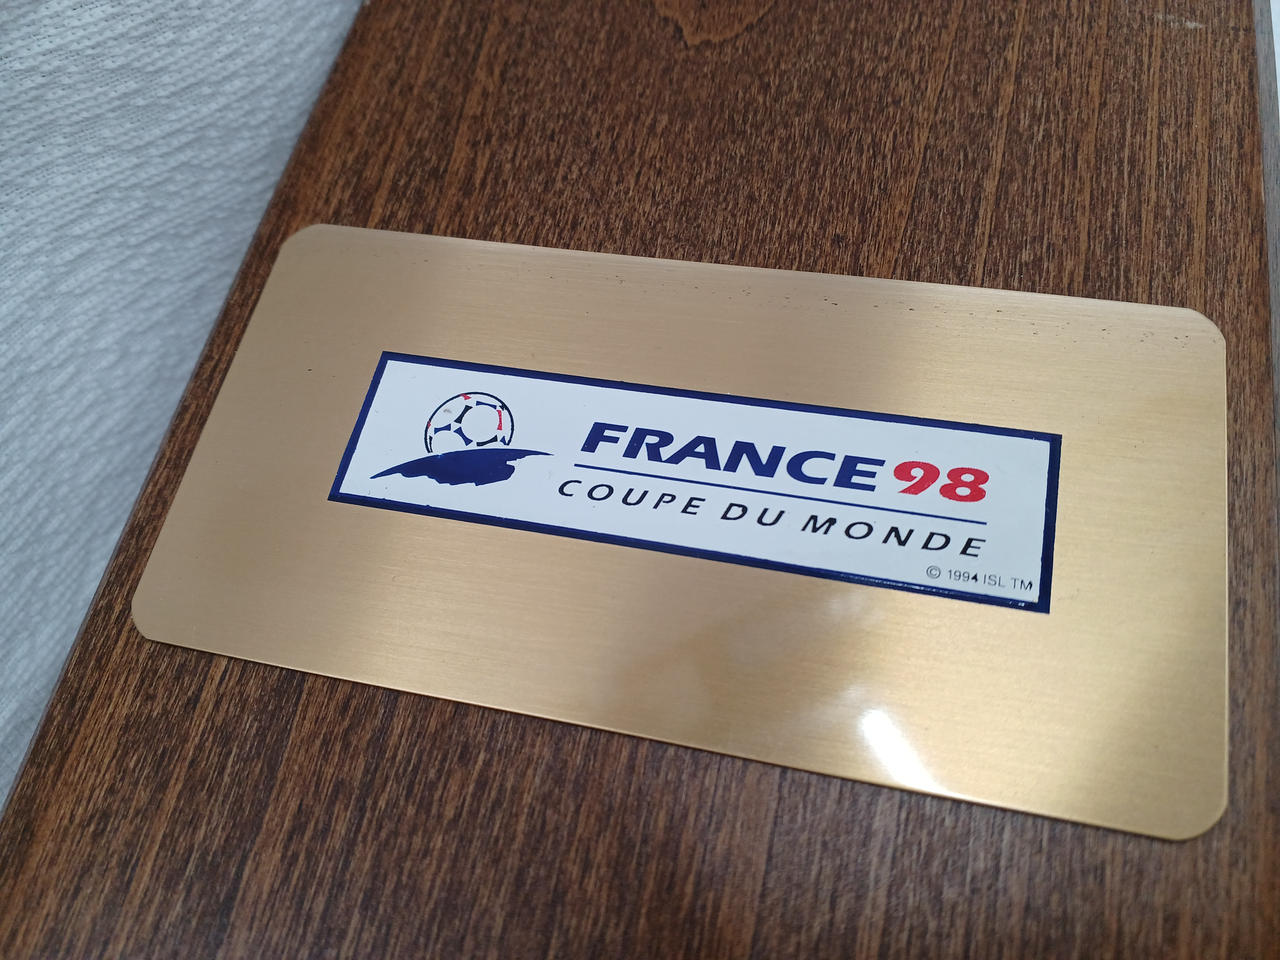 FRANCE 98
COUPE DU MONDE
© 1994 ISL TM